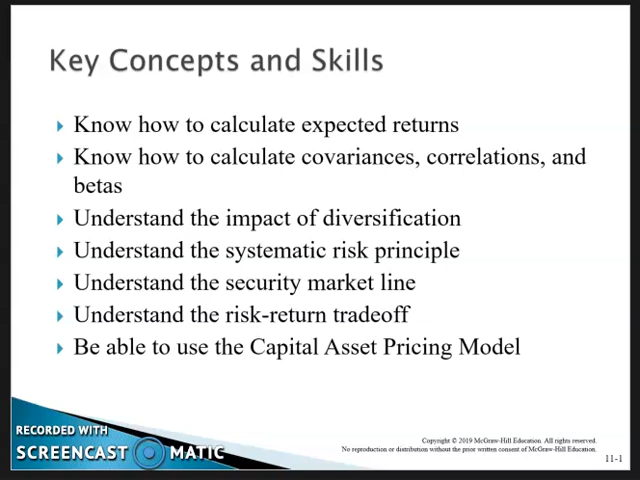 Key Concepts and Skills
Know how to calculate expected returns
Know how to calculate covariances, correlations, and
betas
Understand the impact of diversification
Understand the systematic risk principle
Understand the security market line
Understand the risk-return tradeoff
Be able to use the Capital Asset Pricing Model
RECORDED WITH
SCREENCAST MATIC
Copyright © 2019 McGraw-Hill Education. All rights reserved.
No reproduction or distribution without the prior written consent of McGraw-Hill Education.
11-1